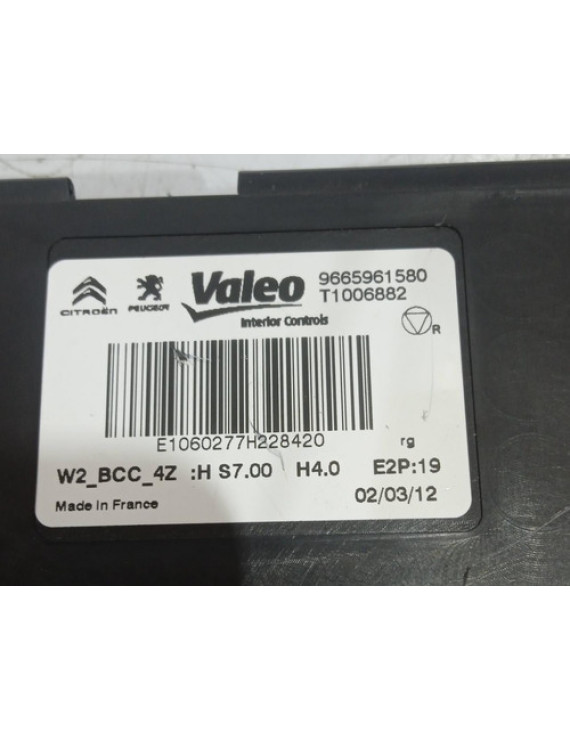 CITROËN PEUGEOT Valeo 9665961580
T1006882
Interior Controls
R
E1060277H228420 rg
W2_BCC_4Z :H S7.00 H4.0 E2P:19
Made in France 02/03/12